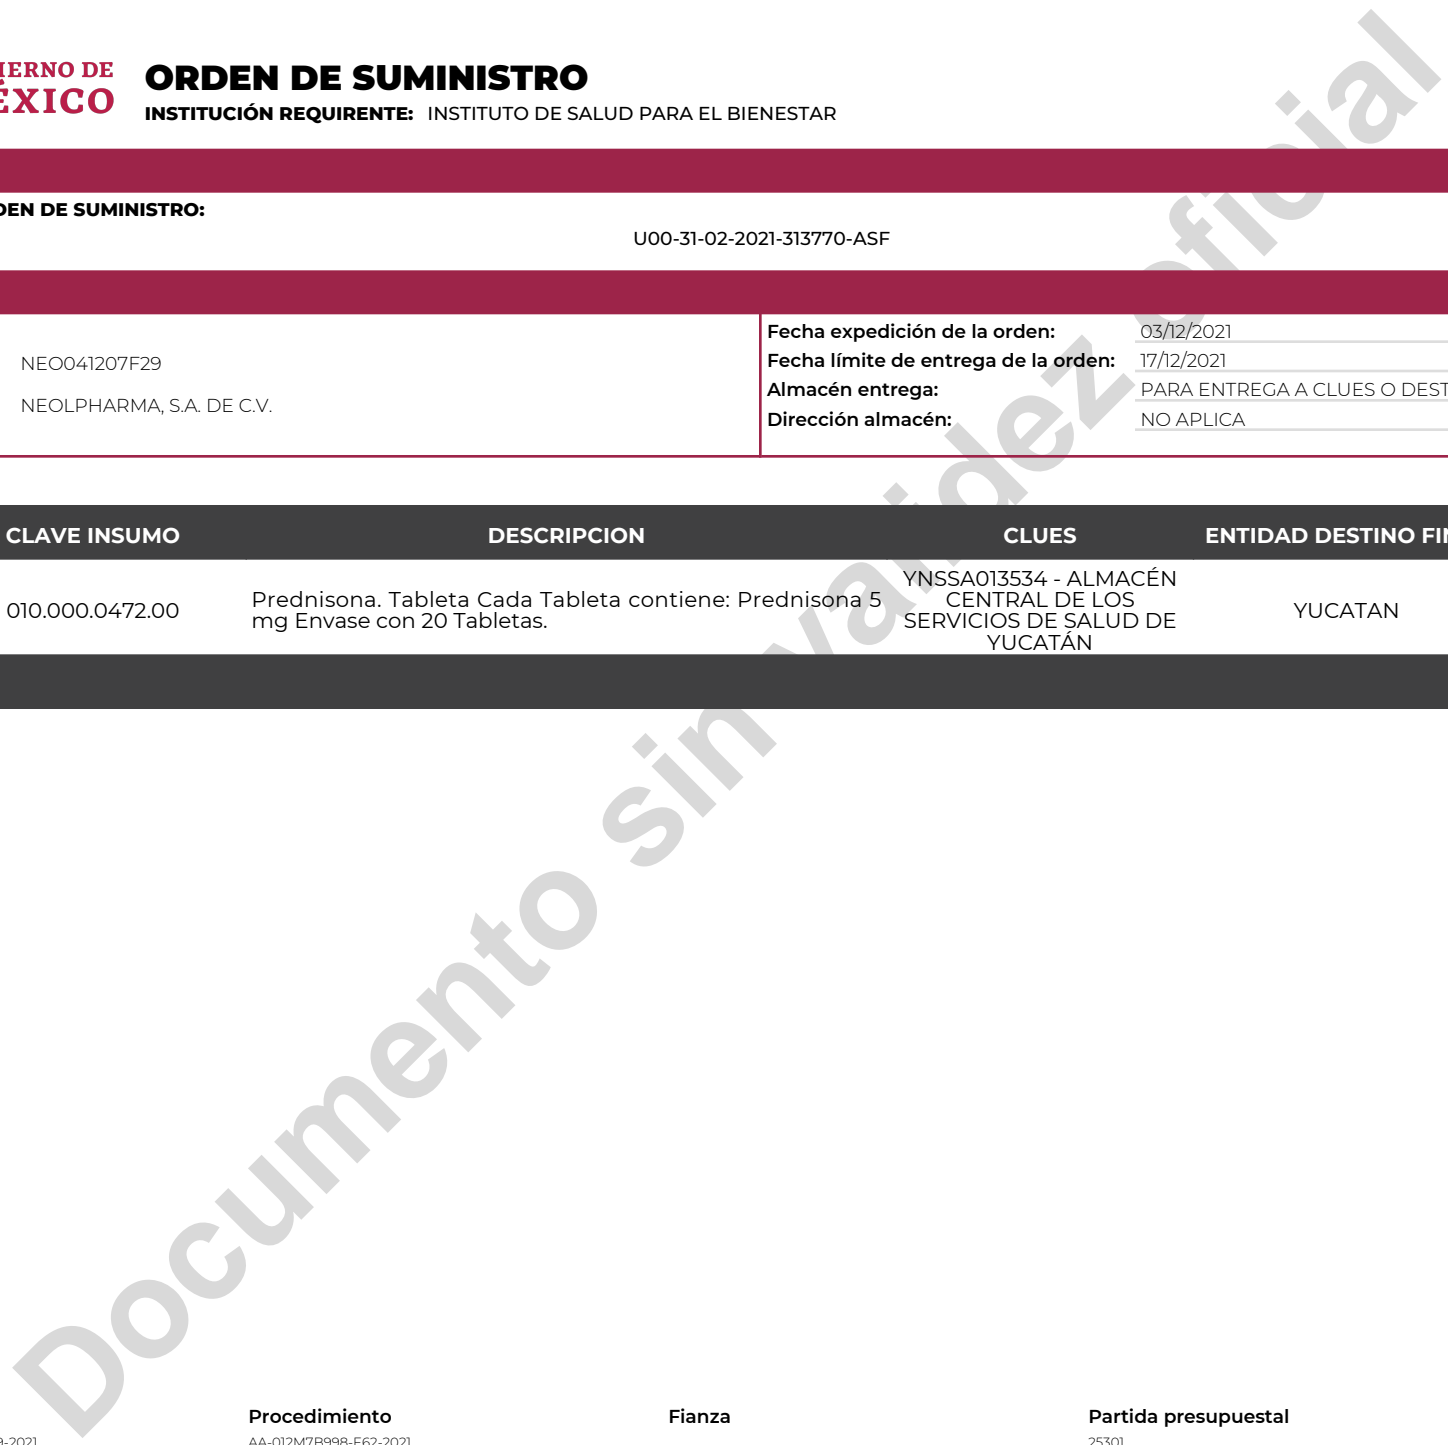 IERNO DE
ÉXICO
ORDEN DE SUMINISTRO
INSTITUCIÓN REQUIRENTE: INSTITUTO DE SALUD PARA EL BIENESTAR
DEN DE SUMINISTRO:
U00-31-02-2021-313770-ASF
NEO041207F29
NEOLPHARMA, S.A. DE C.V.
Fecha expedición de la orden: 03/12/2021
Fecha límite de entrega de la orden: 17/12/2021
Almacén entrega: PARA ENTREGA A CLUES O DEST
Dirección almacén: NO APLICA
CLAVE INSUMO DESCRIPCION CLUES ENTIDAD DESTINO FIN
010.000.0472.00
Prednisona. Tableta Cada Tableta contiene: Prednisona 5
mg Envase con 20 Tabletas.
YNSSA013534 - ALMACÉN
CENTRAL DE LOS
SERVICIOS DE SALUD DE
YUCATÁN
YUCATAN
Documento sin validez oficial
Procedimiento Fianza Partida presupuestal
9-2021 AA-012M7B998-E62-2021 25301